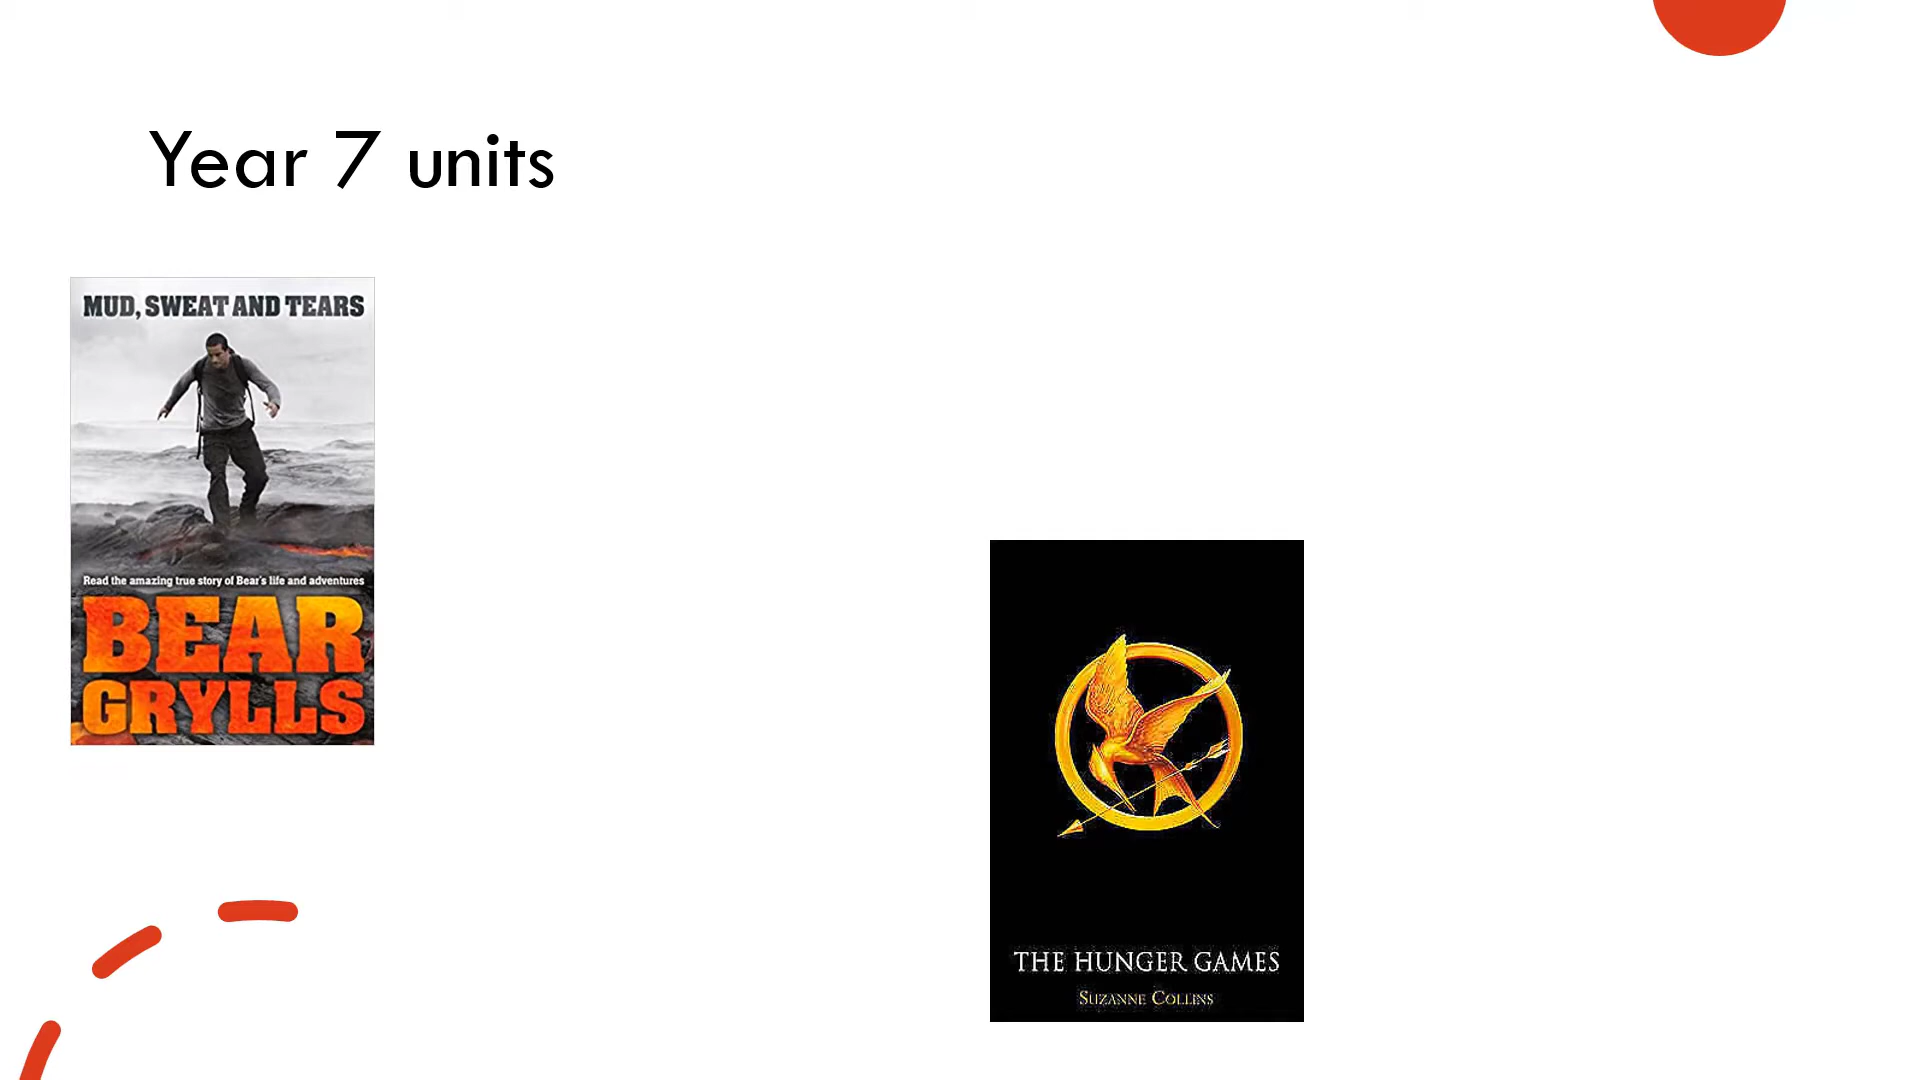 Year 7 units
MUD, SWEAT AND TEARS
Read the amazing true story of Bear's life and adventures
BEAR
GRYLLS
THE HUNGER GAMES
SUZANNE COLLINS